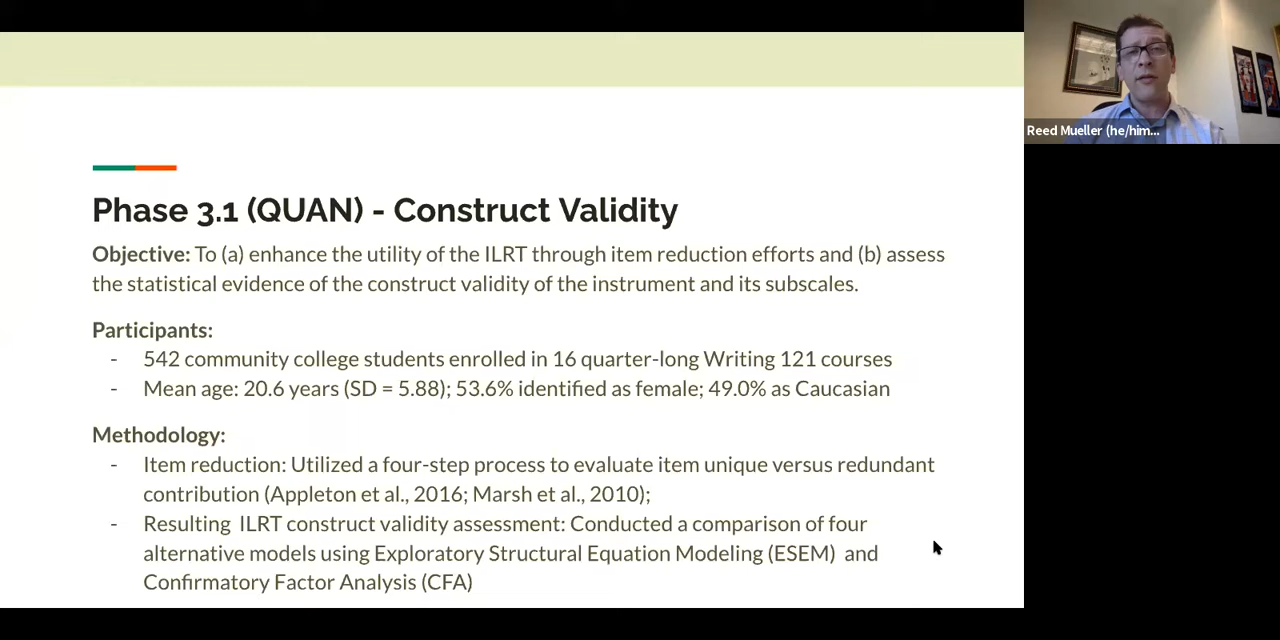 Phase 3.1 (QUAN) - Construct Validity
Objective: To (a) enhance the utility of the ILRT through item reduction efforts and (b) assess
the statistical evidence of the construct validity of the instrument and its subscales.
Participants:
- 542 community college students enrolled in 16 quarter-long Writing 121 courses
- Mean age: 20.6 years (SD = 5.88); 53.6% identified as female; 49.0% as Caucasian
Methodology:
- Item reduction: Utilized a four-step process to evaluate item unique versus redundant
contribution (Appleton et al., 2016; Marsh et al., 2010);
- Resulting ILRT construct validity assessment: Conducted a comparison of four
alternative models using Exploratory Structural Equation Modeling (ESEM) and
Confirmatory Factor Analysis (CFA)
Reed Mueller (he/him...